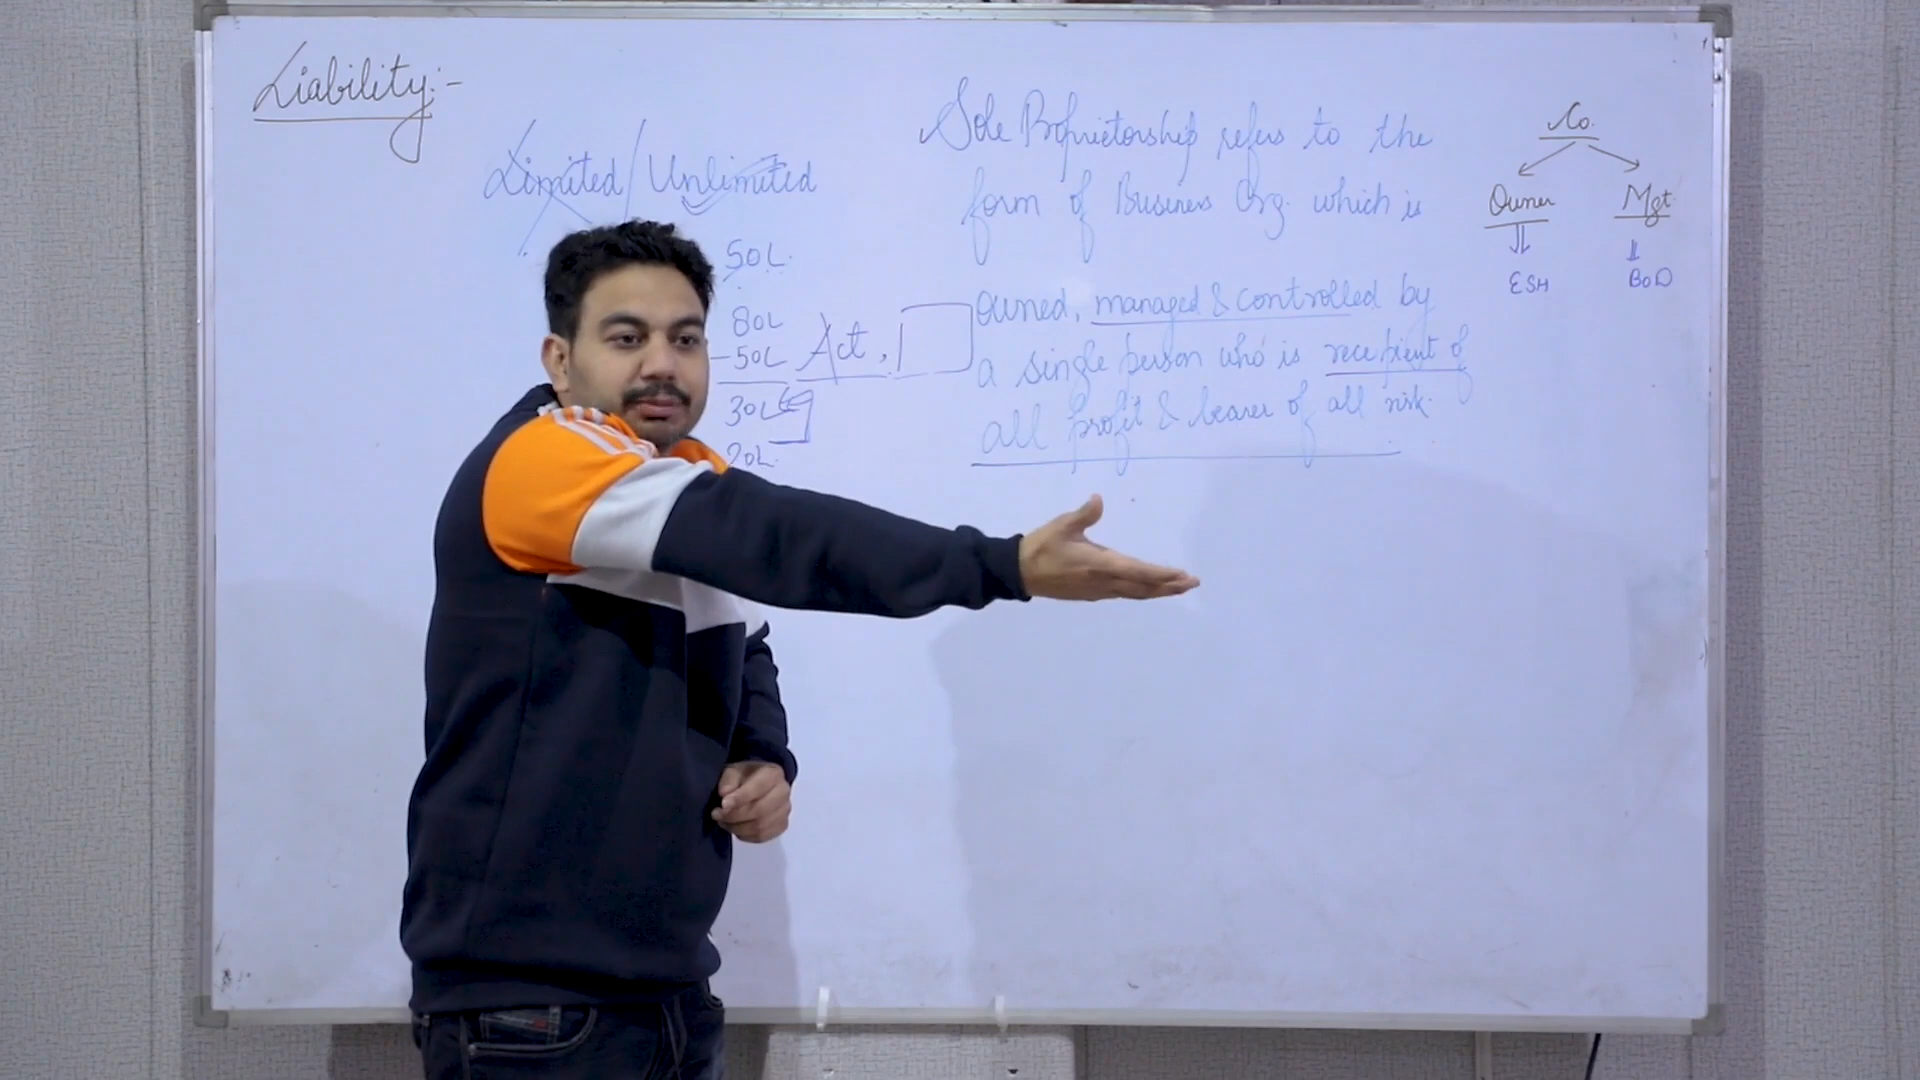 Liability:-
Limited/Unlimited
50L.
80L
-50L Act,
30L
20L.
Sole Proprietorship refers to the
form of Business Org. which is
owned, managed & controlled by
a single person who is recepient of
all profit & bearer of all risk.
Co.
Owner Mgt
ESH BOD